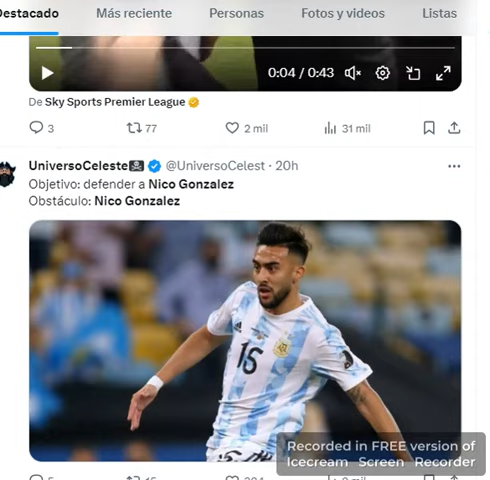 Destacado Más reciente Personas Fotos y videos Listas
0:04 / 0:43
De Sky Sports Premier League
3 77 2 mil 31 mil
UniversoCeleste @UniversoCelest · 20h
Objetivo: defender a Nico Gonzalez
Obstáculo: Nico Gonzalez
15
Recorded in FREE version of
Icecream Screen Recorder